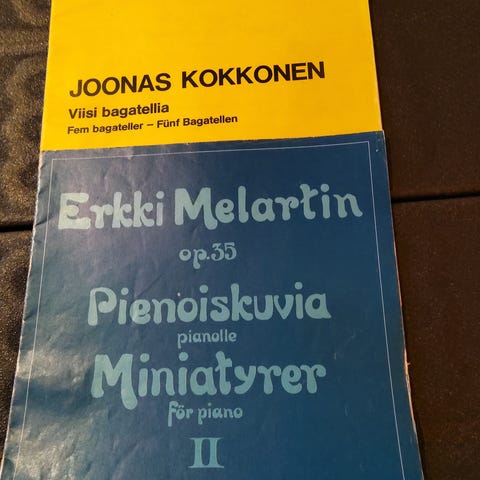 JOONAS KOKKONEN
Viisi bagatellia
Fem bagateller – Fünf Bagatellen
Erkki Melartin
op.35
Pienoiskuvia
pianolle
Miniatyrer
för piano
II